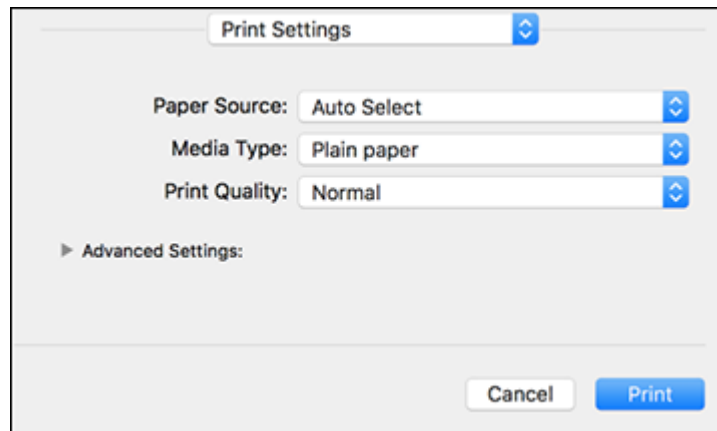 Print Settings
Paper Source: Auto Select
Media Type: Plain paper
Print Quality: Normal
Advanced Settings:
Cancel Print